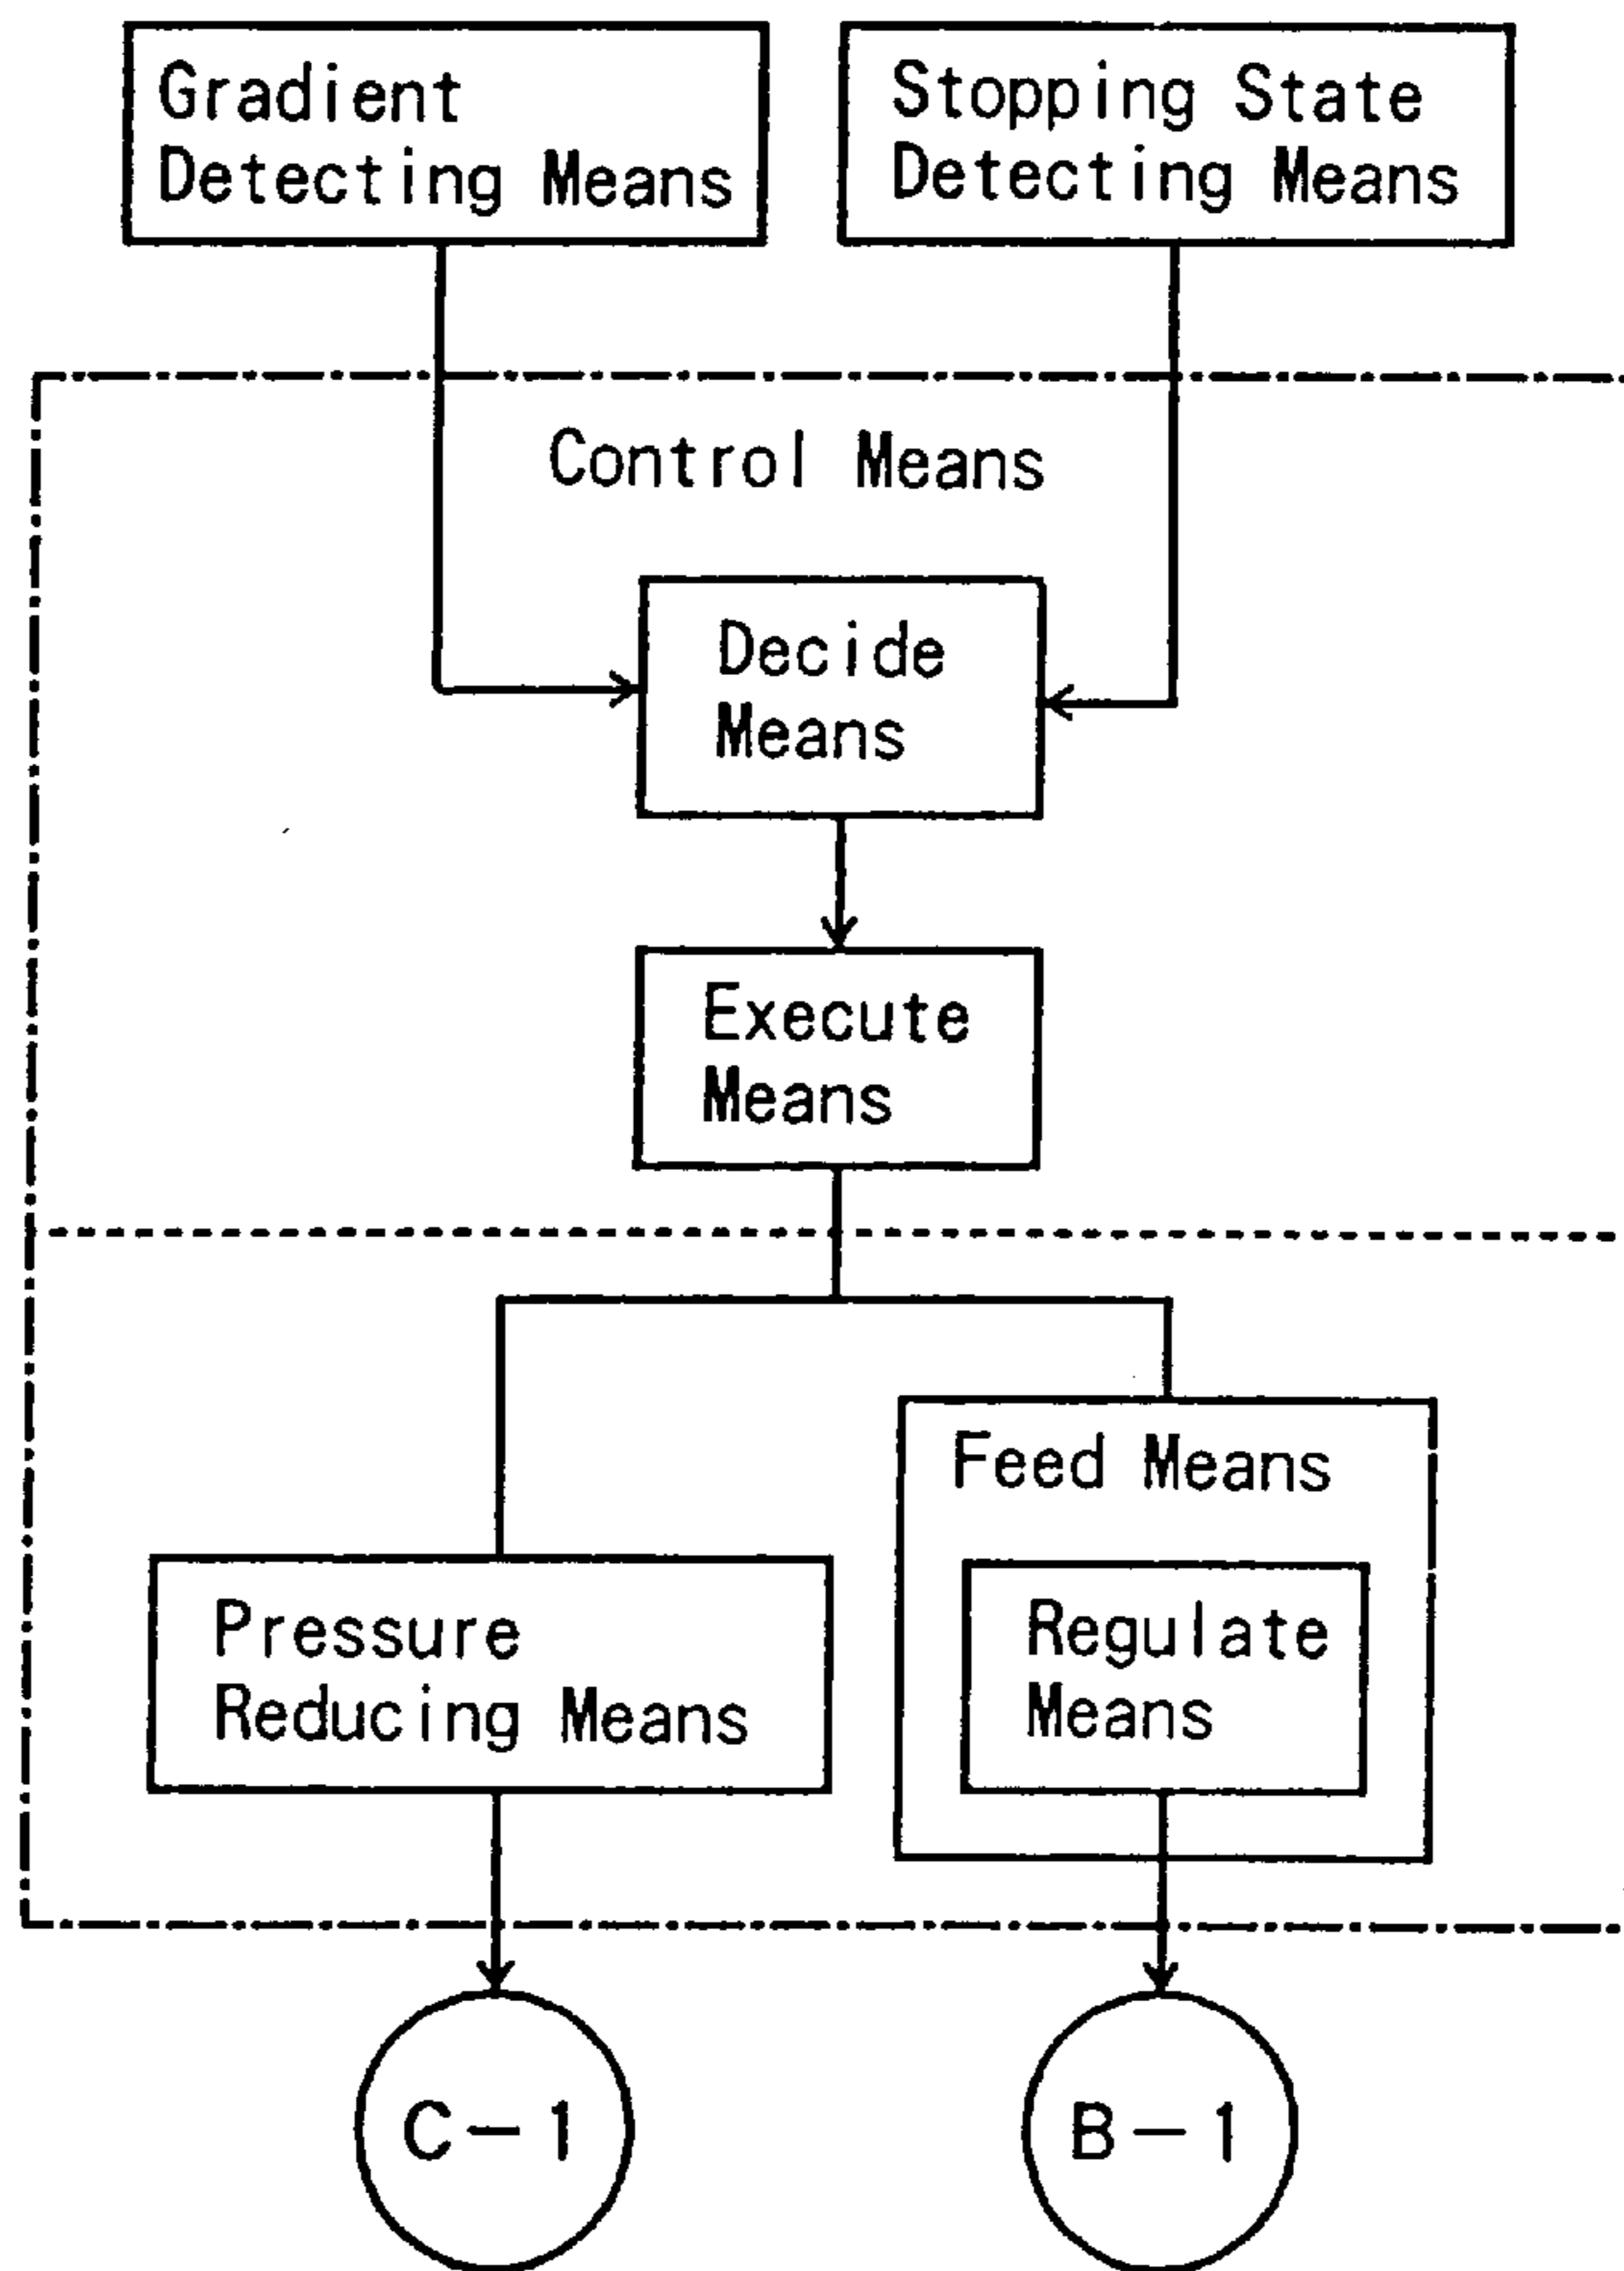 Gradient
Detecting Means
Stopping State
Detecting Means
Control Means
Decide
Means
Execute
Means
Feed Means
Pressure
Reducing Means
Regulate
Means
C-1
B-1